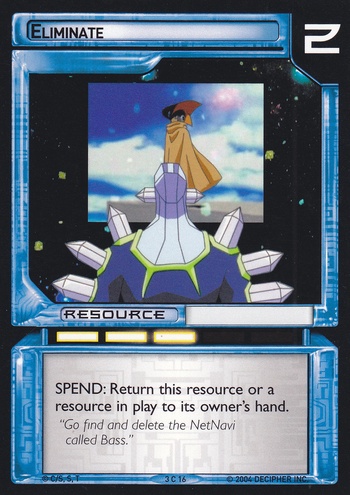 ELIMINATE
2
RESOURCE
SPEND: Return this resource or a
resource in play to its owner's hand.
"Go find and delete the NetNavi
called Bass."
© C/S, S, T
3 C 16
© 2004 DECIPHER INC.